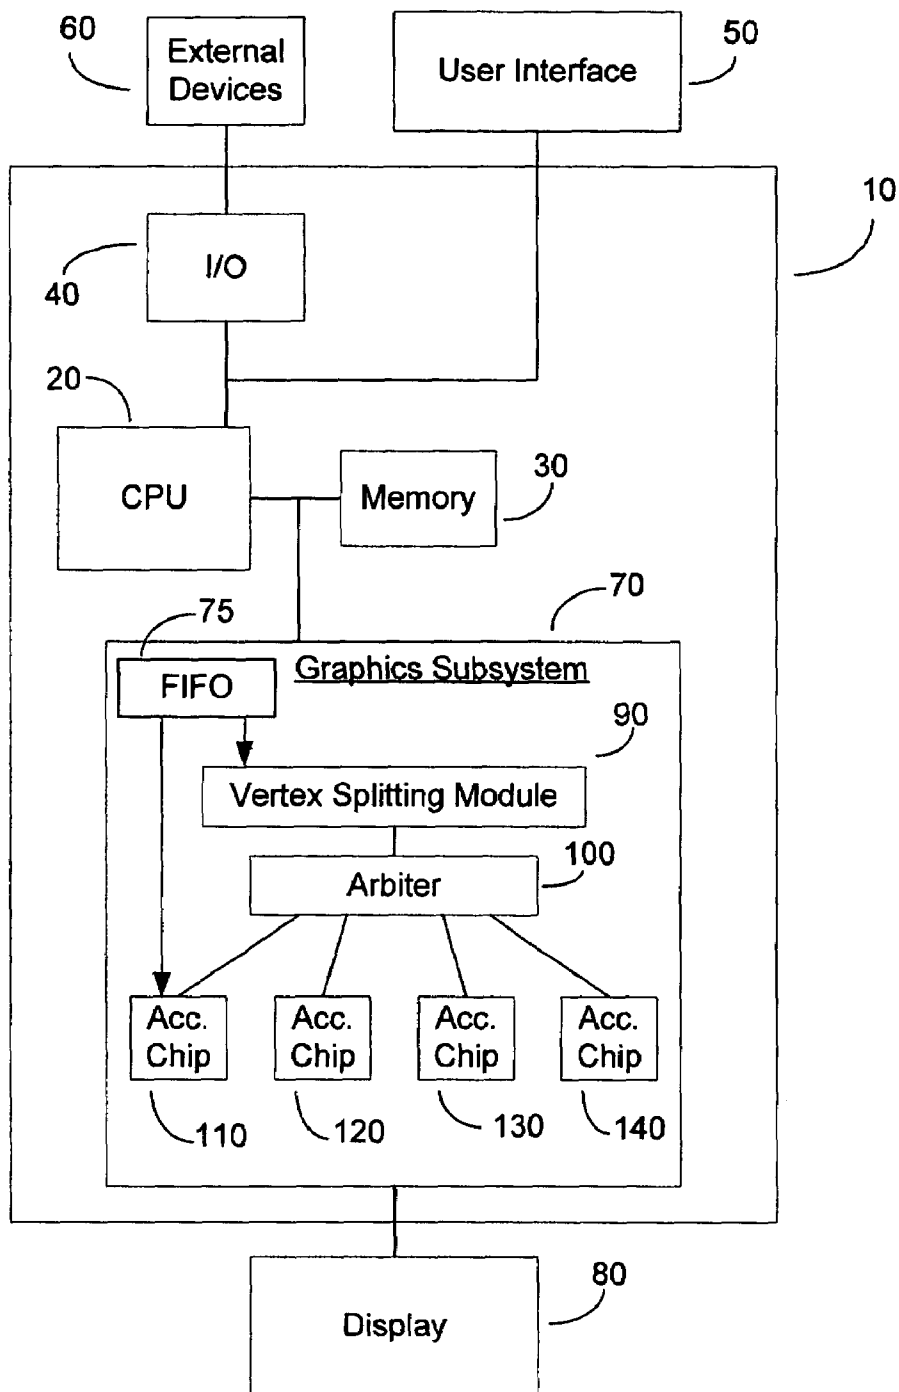 60
External
Devices
User Interface
50
10
I/O
40
20
CPU
Memory
30
70
75
FIFO
Graphics Subsystem
90
Vertex Splitting Module
100
Arbiter
Acc.
Chip
Acc.
Chip
Acc.
Chip
Acc.
Chip
110
120
130
140
80
Display